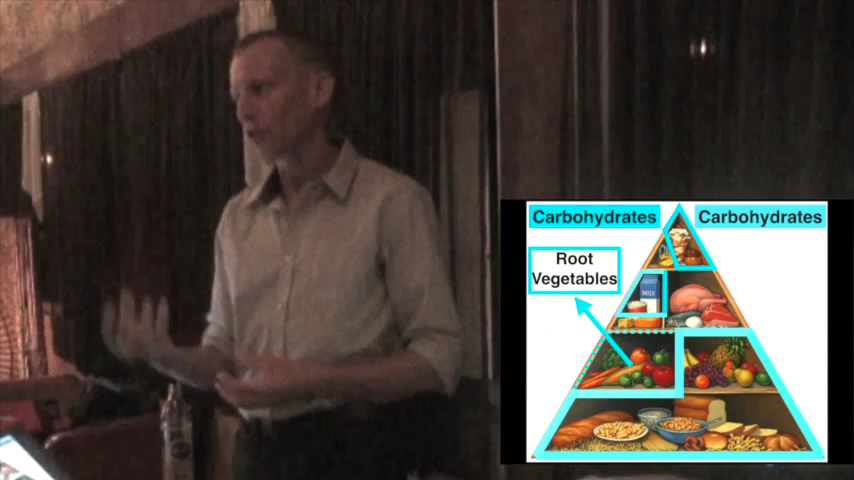 Carbohydrates
Carbohydrates
Root
Vegetables
MILK